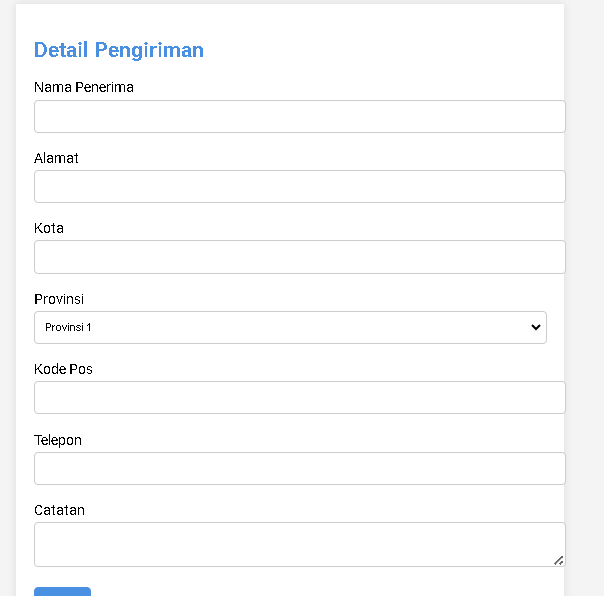 Detail Pengiriman
Nama Penerima
Alamat
Kota
Provinsi
Provinsi 1
Kode Pos
Telepon
Catatan